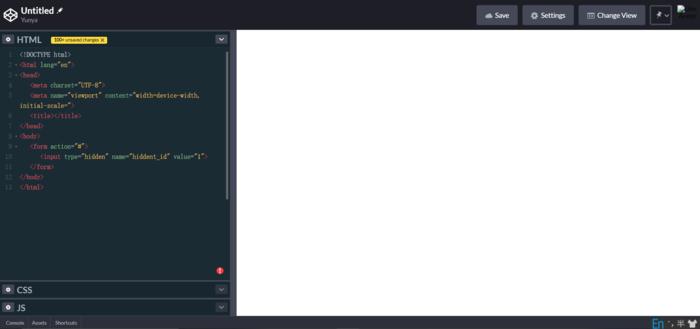 Untitled
Yunya
Save
Settings
Change View
HTML
100+ unsaved changes X
1 <!DOCTYPE html>
2 <html lang="en">
3 <head>
4 <meta charset="UTF-8">
5 <meta name="viewport" content="width=device-width,
initial-scale=">
6 <title></title>
7 </head>
8 <body>
9 <form action="#">
10 <input type="hidden" name="hiddent_id" value="1">
11 </form>
12 </body>
13 </html>
CSS
JS
Console Assets Shortcuts
En 半